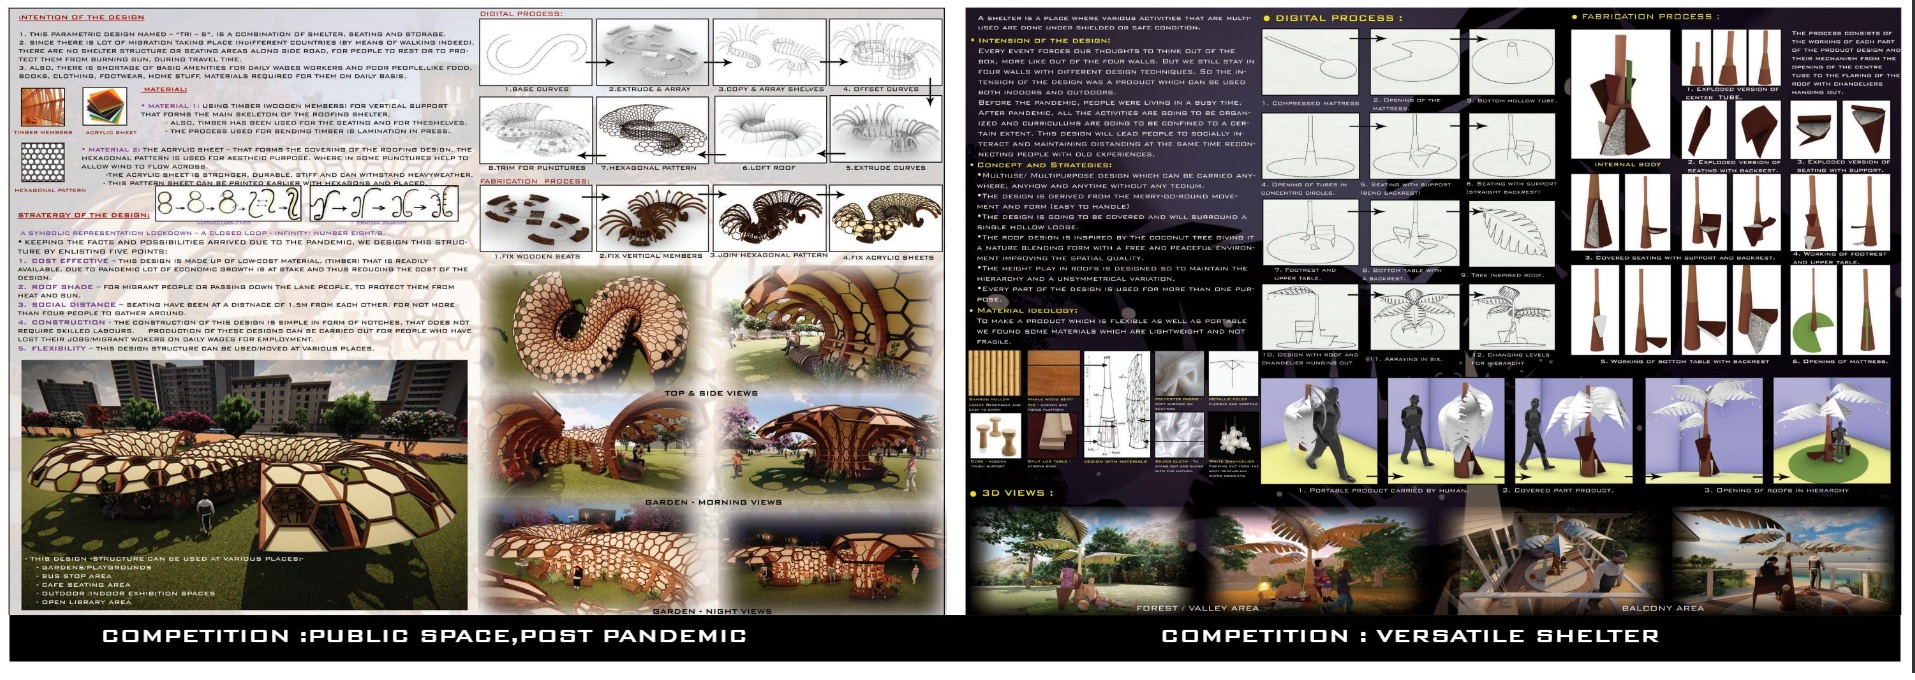 INTENTION OF THE DESIGN
1. THIS PARAMETRIC DESIGN NAMED – "TRI – S", IS A COMBINATION OF SHELTER, SEATING AND STORAGE.
2. SINCE THERE IS LOT OF MIGRATION TAKING PLACE INDIFFERENT COUNTRIES (BY MEANS OF WALKING INDEED),
THERE ARE NO SHELTER STRUCTURE OR SEATING AREAS ALONG SIDE ROAD, FOR PEOPLE TO REST OR TO PRO-
TECT THEM FROM BURNING SUN, DURING TRAVEL TIME.
3. ALSO, THERE IS SHORTAGE OF BASIC AMENITIES FOR DAILY WAGES WORKERS AND POOR PEOPLE,LIKE FOOD,
BOOKS, CLOTHING, FOOTWEAR, HOME STUFF, MATERIALS REQUIRED FOR THEM ON DAILY BASIS.
MATERIAL:
* MATERIAL 1: USING TIMBER (WOODEN MEMBERS) FOR VERTICAL SUPPORT
THAT FORMS THE MAIN SKELETON OF THE ROOFING SHELTER.
- ALSO, TIMBER HAS BEEN USED FOR THE SEATING AND FOR THESHELVES.
- THE PROCESS USED FOR BENDING TIMBER IS LAMINATION IN PRESS.
TIMBER MEMBERS
ACRYLIC SHEET
* MATERIAL 2: THE ACRYLIC SHEET – THAT FORMS THE COVERING OF THE ROOFING DESIGN. THE
HEXAGONAL PATTERN IS USED FOR AESTHEIC PURPOSE. WHERE IN SOME PUNCTURES HELP TO
ALLOW WIND TO FLOW ACROSS.
-THE ACRYLIC SHEET IS STRONGER, DURABLE, STIFF AND CAN WITHSTAND HEAVYWEATHER.
- THIS PATTERN SHEET CAN BE PRINTED EARLIER WITH HEXAGONS AND PLACED.
HEXAGONAL PATTERN
STRATERGY OF THE DESIGN:
A SYMBOLIC REPRESENTATION LOCKDOWN – A CLOSED LOOP - INFINITY/ NUMBER EIGHT/8.
* KEEPING THE FACTS AND POSSIBILITIES ARRIVED DUE TO THE PANDEMIC, WE DESIGN THIS STRUC-
TURE BY ENLISTING FIVE POINTS:
1. COST EFFECTIVE – THIS DESIGN IS MADE UP OF LOW-COST MATERIAL. (TIMBER) THAT IS READILY
AVAILABLE. DUE TO PANDEMIC LOT OF ECONOMIC GROWTH IS AT STAKE AND THUS REDUCING THE COST OF THE
DESIGN.
2. ROOF SHADE – FOR MIGRANT PEOPLE OR PASSING DOWN THE LANE PEOPLE, TO PROTECT THEM FROM
HEAT AND SUN.
3. SOCIAL DISTANCE – SEATING HAVE BEEN AT A DISTNACE OF 1.5M FROM EACH OTHER. FOR NOT MORE
THAN FOUR PEOPLE TO GATHER AROUND.
4. CONSTRUCTION - THE CONSTRUCTION OF THIS DESIGN IS SIMPLE IN FORM OF NOTCHES, THAT DOES NOT
REQUIRE SKILLED LABOURS. PRODUCTION OF THESE DESIGNS CAN BE CARRIED OUT FOR PEOPLE WHO HAVE
LOST THEIR JOBS/MIGRANT WOKERS ON DAILY WAGES FOR EMPLOYMENT.
5. FLEXIBILITY – THIS DESIGN STRUCTURE CAN BE USED/MOVED AT VARIOUS PLACES.
- THIS DESIGN -STRUCTURE CAN BE USED AT VARIOUS PLACES:-
- GARDENS/PLAYGROUNDS
- BUS STOP AREA
- CAFE SEATING AREA
- OUTDOOR /INDOOR EXHIBITION SPACES
- OPEN LIBRARY AREA
DIGITAL PROCESS:
1.BASE CURVES
2.EXTRUDE & ARRAY
3.COPY & ARRAY SHELVES
4. OFFSET CURVES
8.TRIM FOR PUNCTURES
7.HEXAGONAL PATTERN
6.LOFT ROOF
5.EXTRUDE CURVES
FABRICATION PROCESS:
1.FIX WOODEN SEATS
2.FIX VERTICAL MEMBERS
3.JOIN HEXAGONAL PATTERN
4.FIX ACRYLIC SHEETS
TOP & SIDE VIEWS
GARDEN - MORNING VIEWS
GARDEN - NIGHT VIEWS
COMPETITION :PUBLIC SPACE,POST PANDEMIC
A SHELTER IS A PLACE WHERE VARIOUS ACTIVITIES THAT ARE MULTI-
USED ARE DONE UNDER SHIELDED OR SAFE CONDITION.
• INTENSION OF THE DESIGN:
EVERY EVENT FORCES OUR THOUGHTS TO THINK OUT OF THE
BOX, MORE LIKE OUT OF THE FOUR WALLS. BUT WE STILL STAY IN
FOUR WALLS WITH DIFFERENT DESIGN TECHNIQUES. SO THE IN-
TENSION OF THE DESIGN WAS A PRODUCT WHICH CAN BE USED
BOTH INDOORS AND OUTDOORS.
BEFORE THE PANDEMIC, PEOPLE WERE LIVING IN A BUSY TIME.
AFTER PANDEMIC, ALL THE ACTIVITIES ARE GOING TO BE ORGAN-
IZED AND CURRICULUMS ARE GOING TO BE CONFINED TO A CER-
TAIN EXTENT. THIS DESIGN WILL LEAD PEOPLE TO SOCIALLY IN-
TERACT AND MAINTAINING DISTANCING AT THE SAME TIME RECON-
NECTING PEOPLE WITH OLD EXPERIENCES.
• CONCEPT AND STRATEGIES:
*MULTIUSE/ MULTIPURPOSE DESIGN WHICH CAN BE CARRIED ANY-
WHERE, ANYHOW AND ANYTIME WITHOUT ANY TEDIUM.
*THE DESIGN IS DERIVED FROM THE MERRY-GO-ROUND MOVE-
MENT AND FORM (EASY TO HANDLE)
*THE DESIGN IS GOING TO BE COVERED AND WILL SURROUND A
SINGLE HOLLOW LODGE.
*THE ROOF DESIGN IS INSPIRED BY THE COCONUT TREE GIVING IT
A NATURE BLENDING FORM WITH A FREE AND PEACEFUL ENVIRON-
MENT IMPROVING THE SPATIAL QUALITY.
*THE HEIGHT PLAY IN ROOFS IS DESIGNED SO TO MAINTAIN THE
HIERARCHY AND A UNSYMMETRICAL VARIATION.
*EVERY PART OF THE DESIGN IS USED FOR MORE THAN ONE PUR-
POSE.
• MATERIAL IDEOLOGY:
TO MAKE A PRODUCT WHICH IS FLEXIBLE AS WELL AS PORTABLE
WE FOUND SOME MATERIALS WHICH ARE LIGHTWEIGHT AND NOT
FRAGILE.
DESIGN WITH MATERIALS
• DIGITAL PROCESS :
1. COMPRESSED MATTRESS
2. OPENING OF THE
MATTRESS.
3. BOTTOM HOLLOW TUBE.
4. OPENING OF TUBES IN
CONCENTRIC CIRCLES.
5. SEATING WITH SUPPORT
(BEND BACKREST)
6. SEATING WITH SUPPORT
(STRAIGHT BACKREST)
7. FOOTREST AND
UPPER TABLE.
8. BOTTOM TABLE WITH
A BACKREST.
9. TREE INSPIRED ROOF.
10. DESIGN WITH ROOF AND
CHANDELIER HUNGING OUT
11. ARRAYING IN SIX.
12. CHANGING LEVELS
FOR HIERARCHY
• FABRICATION PROCESS :
THE PROCESS CONSISTS OF
THE WORKING OF EACH PART
OF THE PRODUCT DESIGN AND
THEIR MECHANISM FROM THE
OPENING OF THE CENTRE
TUBE TO THE FLARING OF THE
ROOF WITH CHANDELIERS
HANGING OUT.
INTERNAL BODY
1. EXPLODED VERSION OF
CENTER TUBE.
2. EXPLODED VERSION OF
SEATING WITH BACKREST.
3. EXPLODED VERSION OF
SEATING WITH SUPPORT.
3. COVERED SEATING WITH SUPPORT AND BACKREST.
4. WORKING OF FOOTREST
AND UPPER TABLE.
5. WORKING OF BOTTOM TABLE WITH BACKREST
6. OPENING OF MATTRESS.
1. PORTABLE PRODUCT CARRIED BY HUMAN.
2. COVERED PART PRODUCT.
3. OPENING OF ROOFS IN HIERARCHY
• 3D VIEWS :
FOREST / VALLEY AREA
BALCONY AREA
COMPETITION : VERSATILE SHELTER